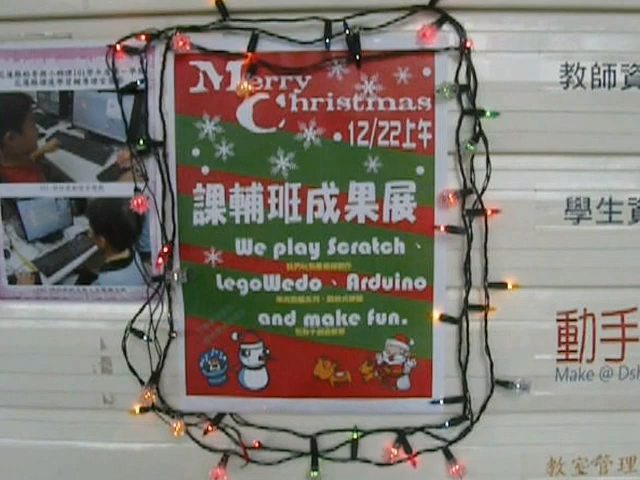 Merry
Christmas
12/22上午
課輔班成果展
We play Scratch、
LegoWedo、Arduino
and make fun.
教師資
學生資
動手
Make @ Dsh
教室管理